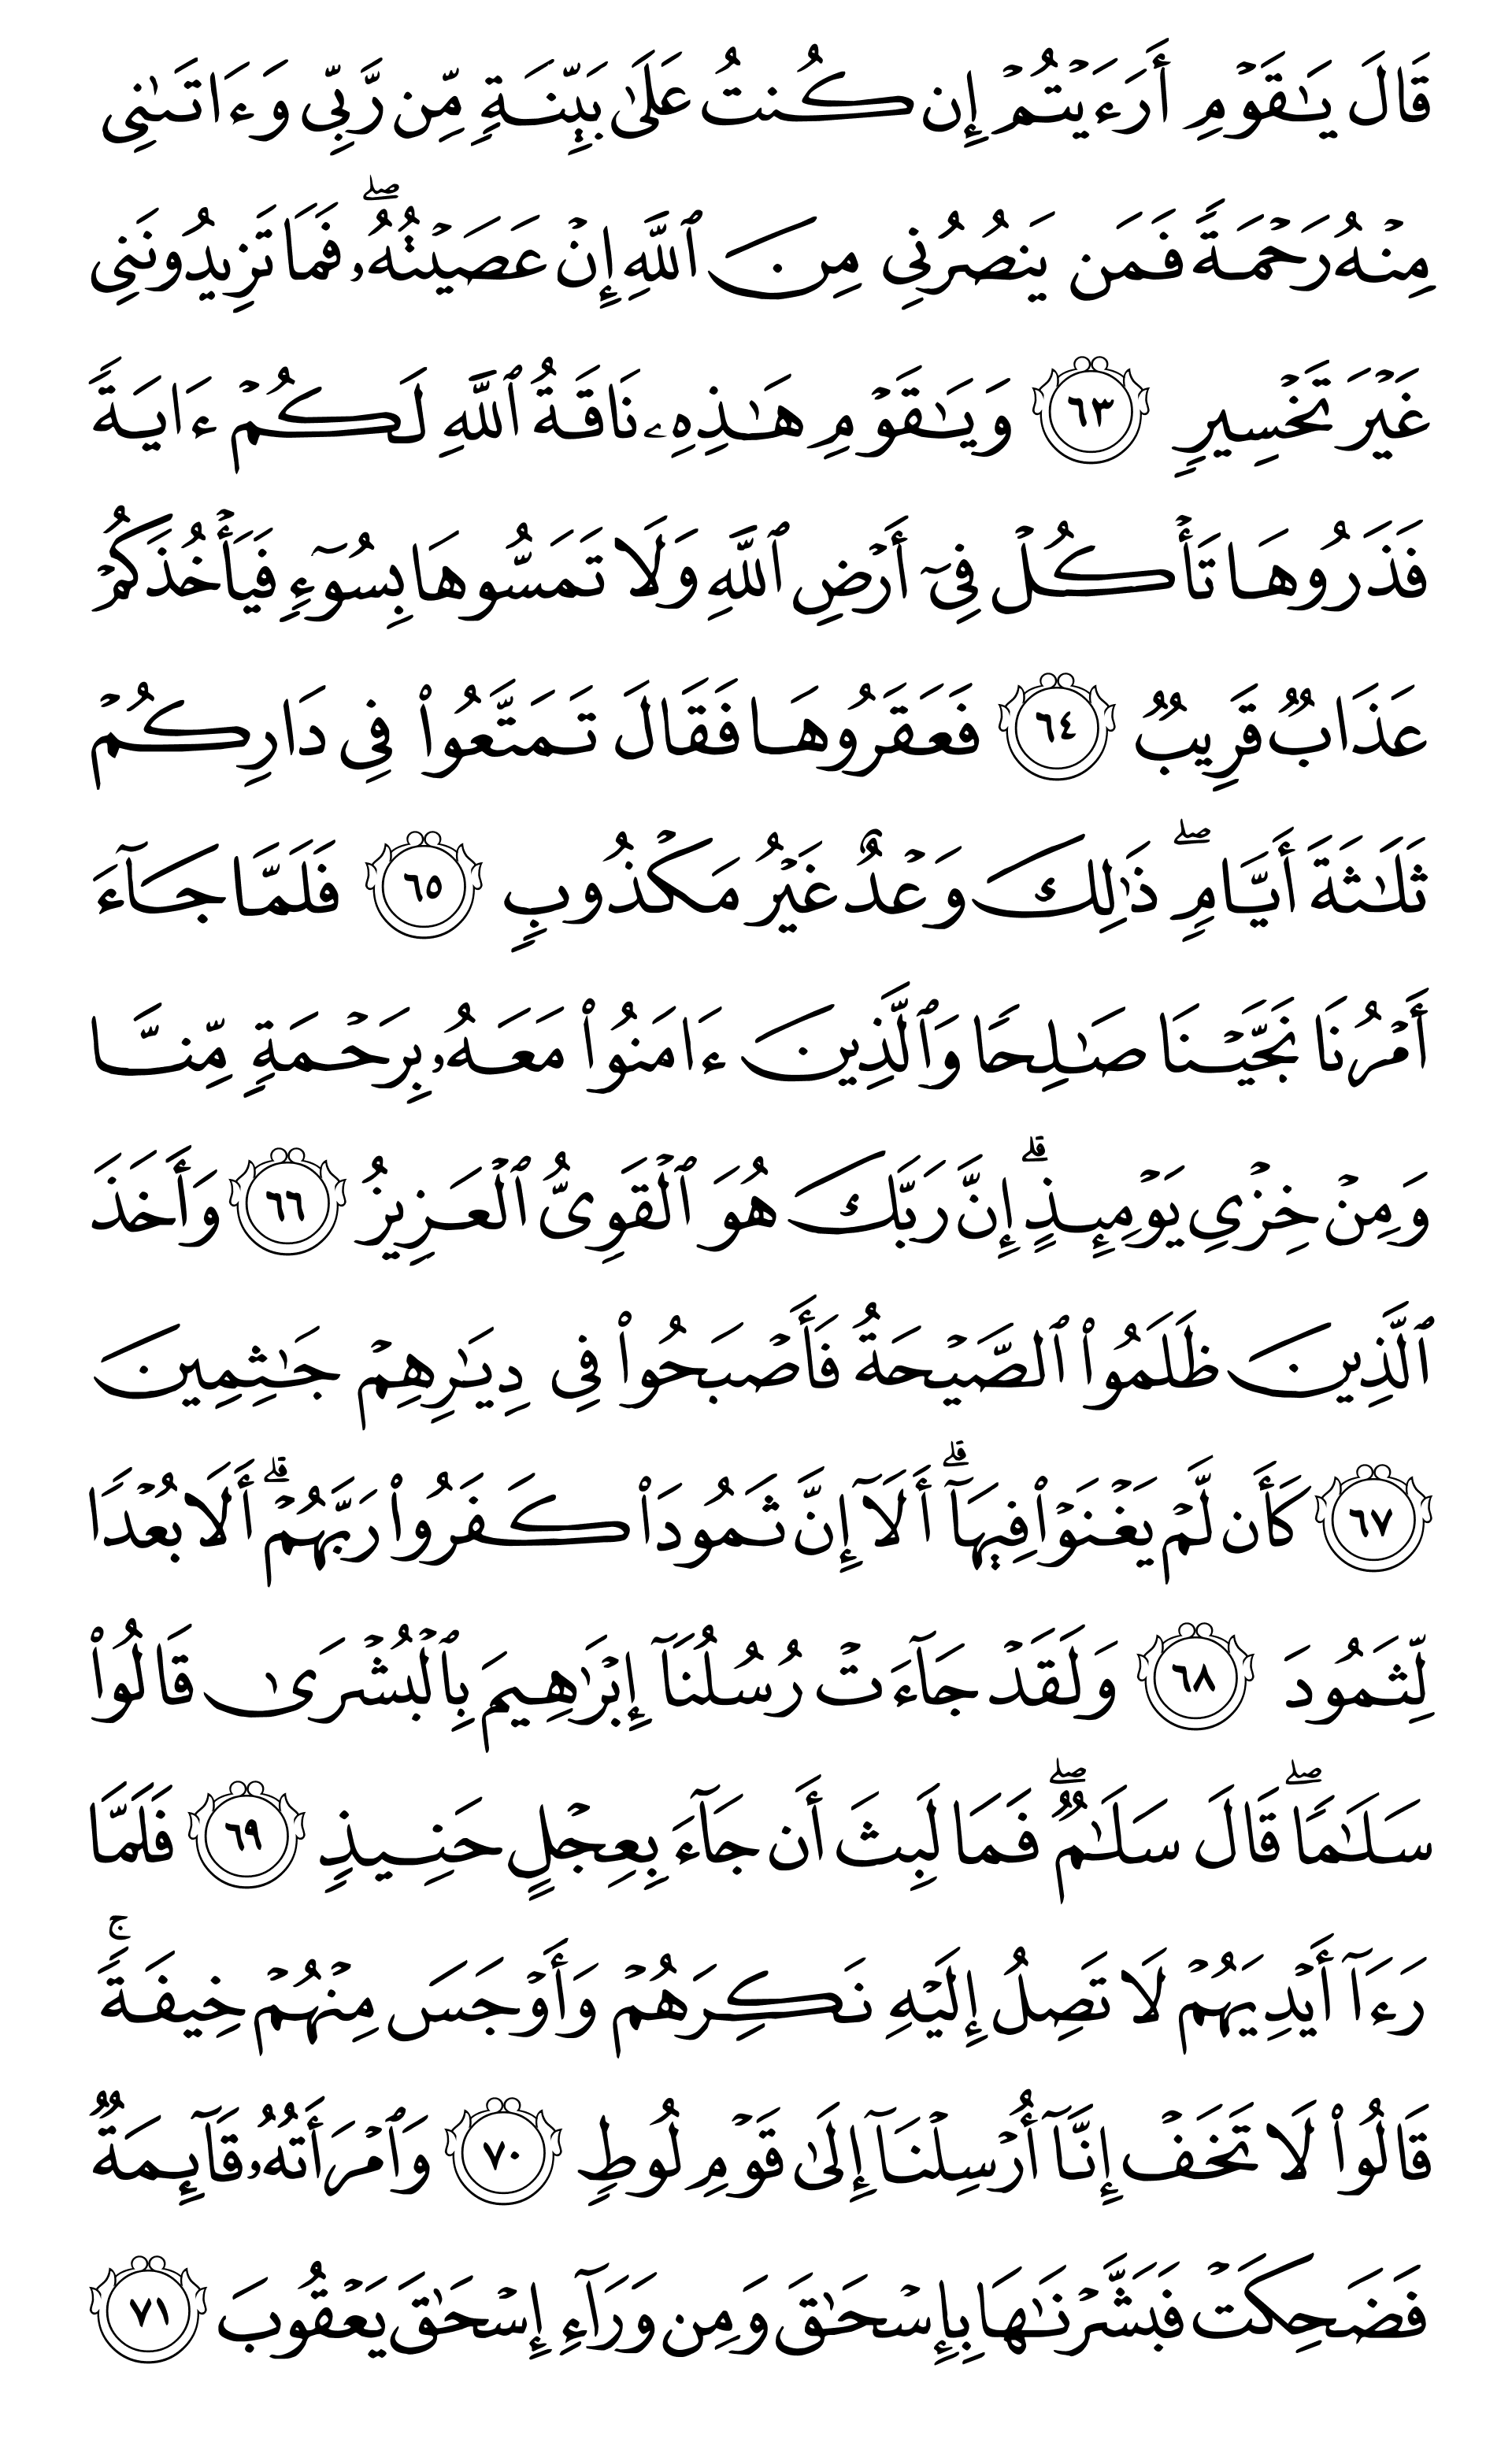 قَالَ يَٰقَوۡمِ أَرَءَيۡتُمۡ إِن كُنتُ عَلَىٰ بَيِّنَةٖ مِّن رَّبِّي وَءَاتَىٰنِي
مِنۡهُ رَحۡمَةٗ فَمَن يَنصُرُنِي مِنَ ٱللَّهِ إِنۡ عَصَيۡتُهُۥۖ فَمَا تَزِيدُونَنِي
غَيۡرَ تَخۡسِيرٖ ٦٣ وَيَٰقَوۡمِ هَٰذِهِۦ نَاقَةُ ٱللَّهِ لَكُمۡ ءَايَةٗ
فَذَرُوهَا تَأۡكُلۡ فِيٓ أَرۡضِ ٱللَّهِ وَلَا تَمَسُّوهَا بِسُوٓءٖ فَيَأۡخُذَكُمۡ
عَذَابٞ قَرِيبٞ ٦٤ فَعَقَرُوهَا فَقَالَ تَمَتَّعُواْ فِي دَارِكُمۡ
ثَلَٰثَةَ أَيَّامٖۖ ذَٰلِكَ وَعۡدٌ غَيۡرُ مَكۡذُوبٖ ٦٥ فَلَمَّا جَآءَ
أَمۡرُنَا نَجَّيۡنَا صَٰلِحٗا وَٱلَّذِينَ ءَامَنُواْ مَعَهُۥ بِرَحۡمَةٖ مِّنَّا
وَمِنۡ خِزۡيِ يَوۡمِئِذٍۚ إِنَّ رَبَّكَ هُوَ ٱلۡقَوِيُّ ٱلۡعَزِيزُ ٦٦ وَأَخَذَ
ٱلَّذِينَ ظَلَمُواْ ٱلصَّيۡحَةُ فَأَصۡبَحُواْ فِي دِيَٰرِهِمۡ جَٰثِمِينَ
٦٧ كَأَن لَّمۡ يَغۡنَوۡاْ فِيهَآۗ أَلَآ إِنَّ ثَمُودَاْ كَفَرُواْ رَبَّهُمۡۗ أَلَا بُعۡدٗا
لِّثَمُودَ ٦٨ وَلَقَدۡ جَآءَتۡ رُسُلُنَآ إِبۡرَٰهِيمَ بِٱلۡبُشۡرَىٰ قَالُواْ
سَلَٰمٗاۖ قَالَ سَلَٰمٞۖ فَمَا لَبِثَ أَن جَآءَ بِعِجۡلٍ حَنِيذٖ ٦٩ فَلَمَّا
رَءَآ أَيۡدِيَهُمۡ لَا تَصِلُ إِلَيۡهِ نَكِرَهُمۡ وَأَوۡجَسَ مِنۡهُمۡ خِيفَةٗۚ
قَالُواْ لَا تَخَفۡ إِنَّآ أُرۡسِلۡنَآ إِلَىٰ قَوۡمِ لُوطٖ ٧٠ وَٱمۡرَأَتُهُۥ قَآئِمَةٞ
فَضَحِكَتۡ فَبَشَّرۡنَٰهَا بِإِسۡحَٰقَ وَمِن وَرَآءِ إِسۡحَٰقَ يَعۡقُوبَ ٧١